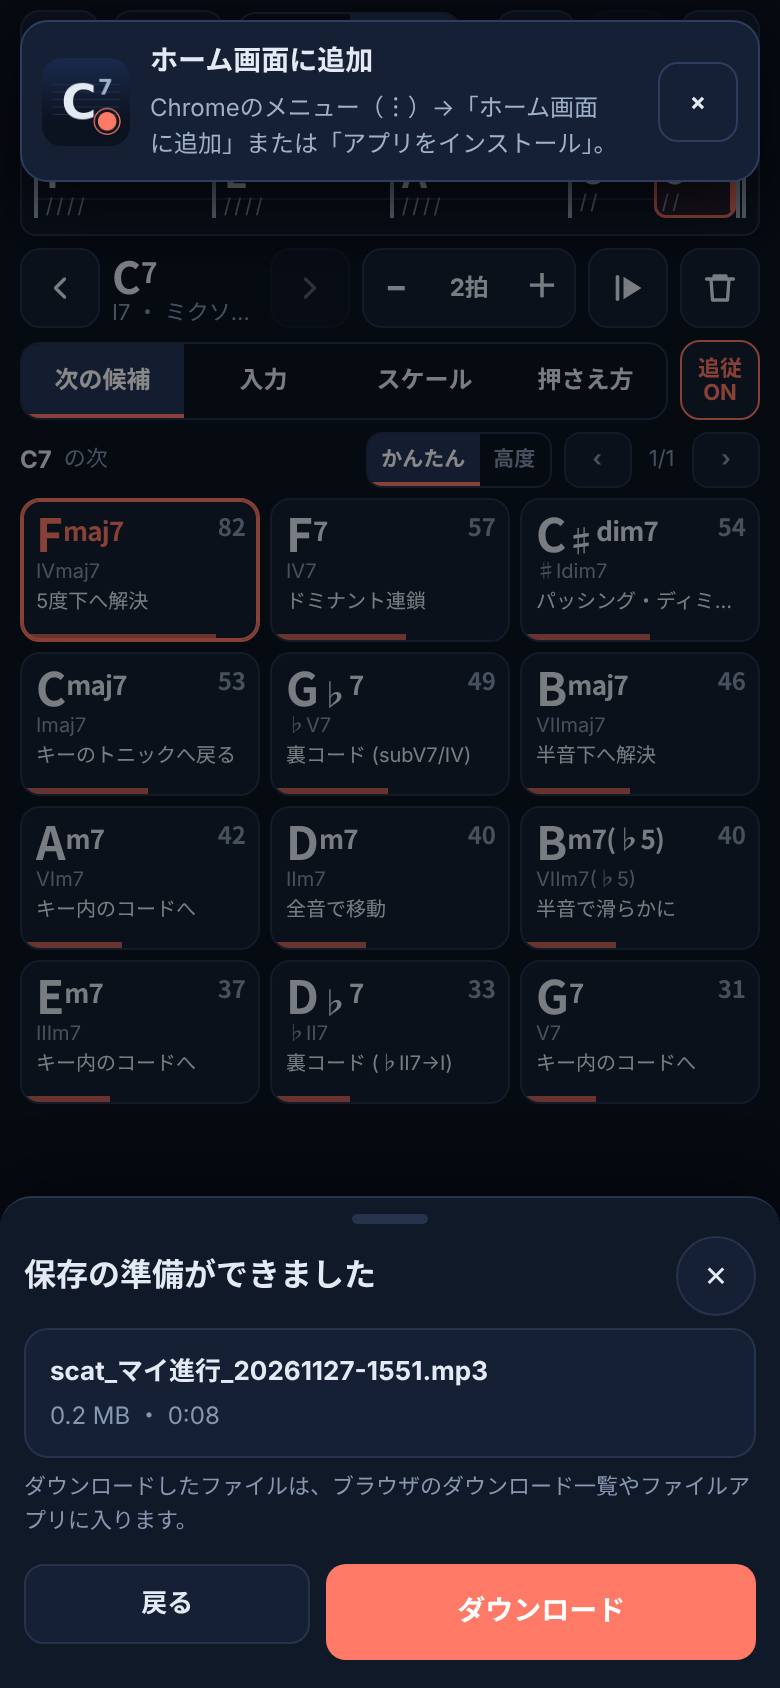 C7
ホーム画面に追加
Chromeのメニュー（⋮）→「ホーム画面
に追加」または「アプリをインストール」。
×
//// //// //// // //
C7
I7 ・ ミクソ…
− 2拍 +
次の候補 入力 スケール 押さえ方
追従
ON
C7 の次 かんたん 高度 ‹ 1/1 ›
Fmaj7 82
IVmaj7
5度下へ解決
F7 57
IV7
ドミナント連鎖
C♯dim7 54
♯Idim7
パッシング・ディミ…
Cmaj7 53
Imaj7
キーのトニックへ戻る
G♭7 49
♭V7
裏コード (subV7/IV)
Bmaj7 46
VIImaj7
半音下へ解決
Am7 42
VIm7
キー内のコードへ
Dm7 40
IIm7
全音で移動
Bm7(♭5) 40
VIIm7(♭5)
半音で滑らかに
Em7 37
IIIm7
キー内のコードへ
D♭7 33
♭II7
裏コード (♭II7→I)
G7 31
V7
キー内のコードへ
保存の準備ができました
×
scat_マイ進行_20261127-1551.mp3
0.2 MB ・ 0:08
ダウンロードしたファイルは、ブラウザのダウンロード一覧やファイルア
プリに入ります。
戻る
ダウンロード